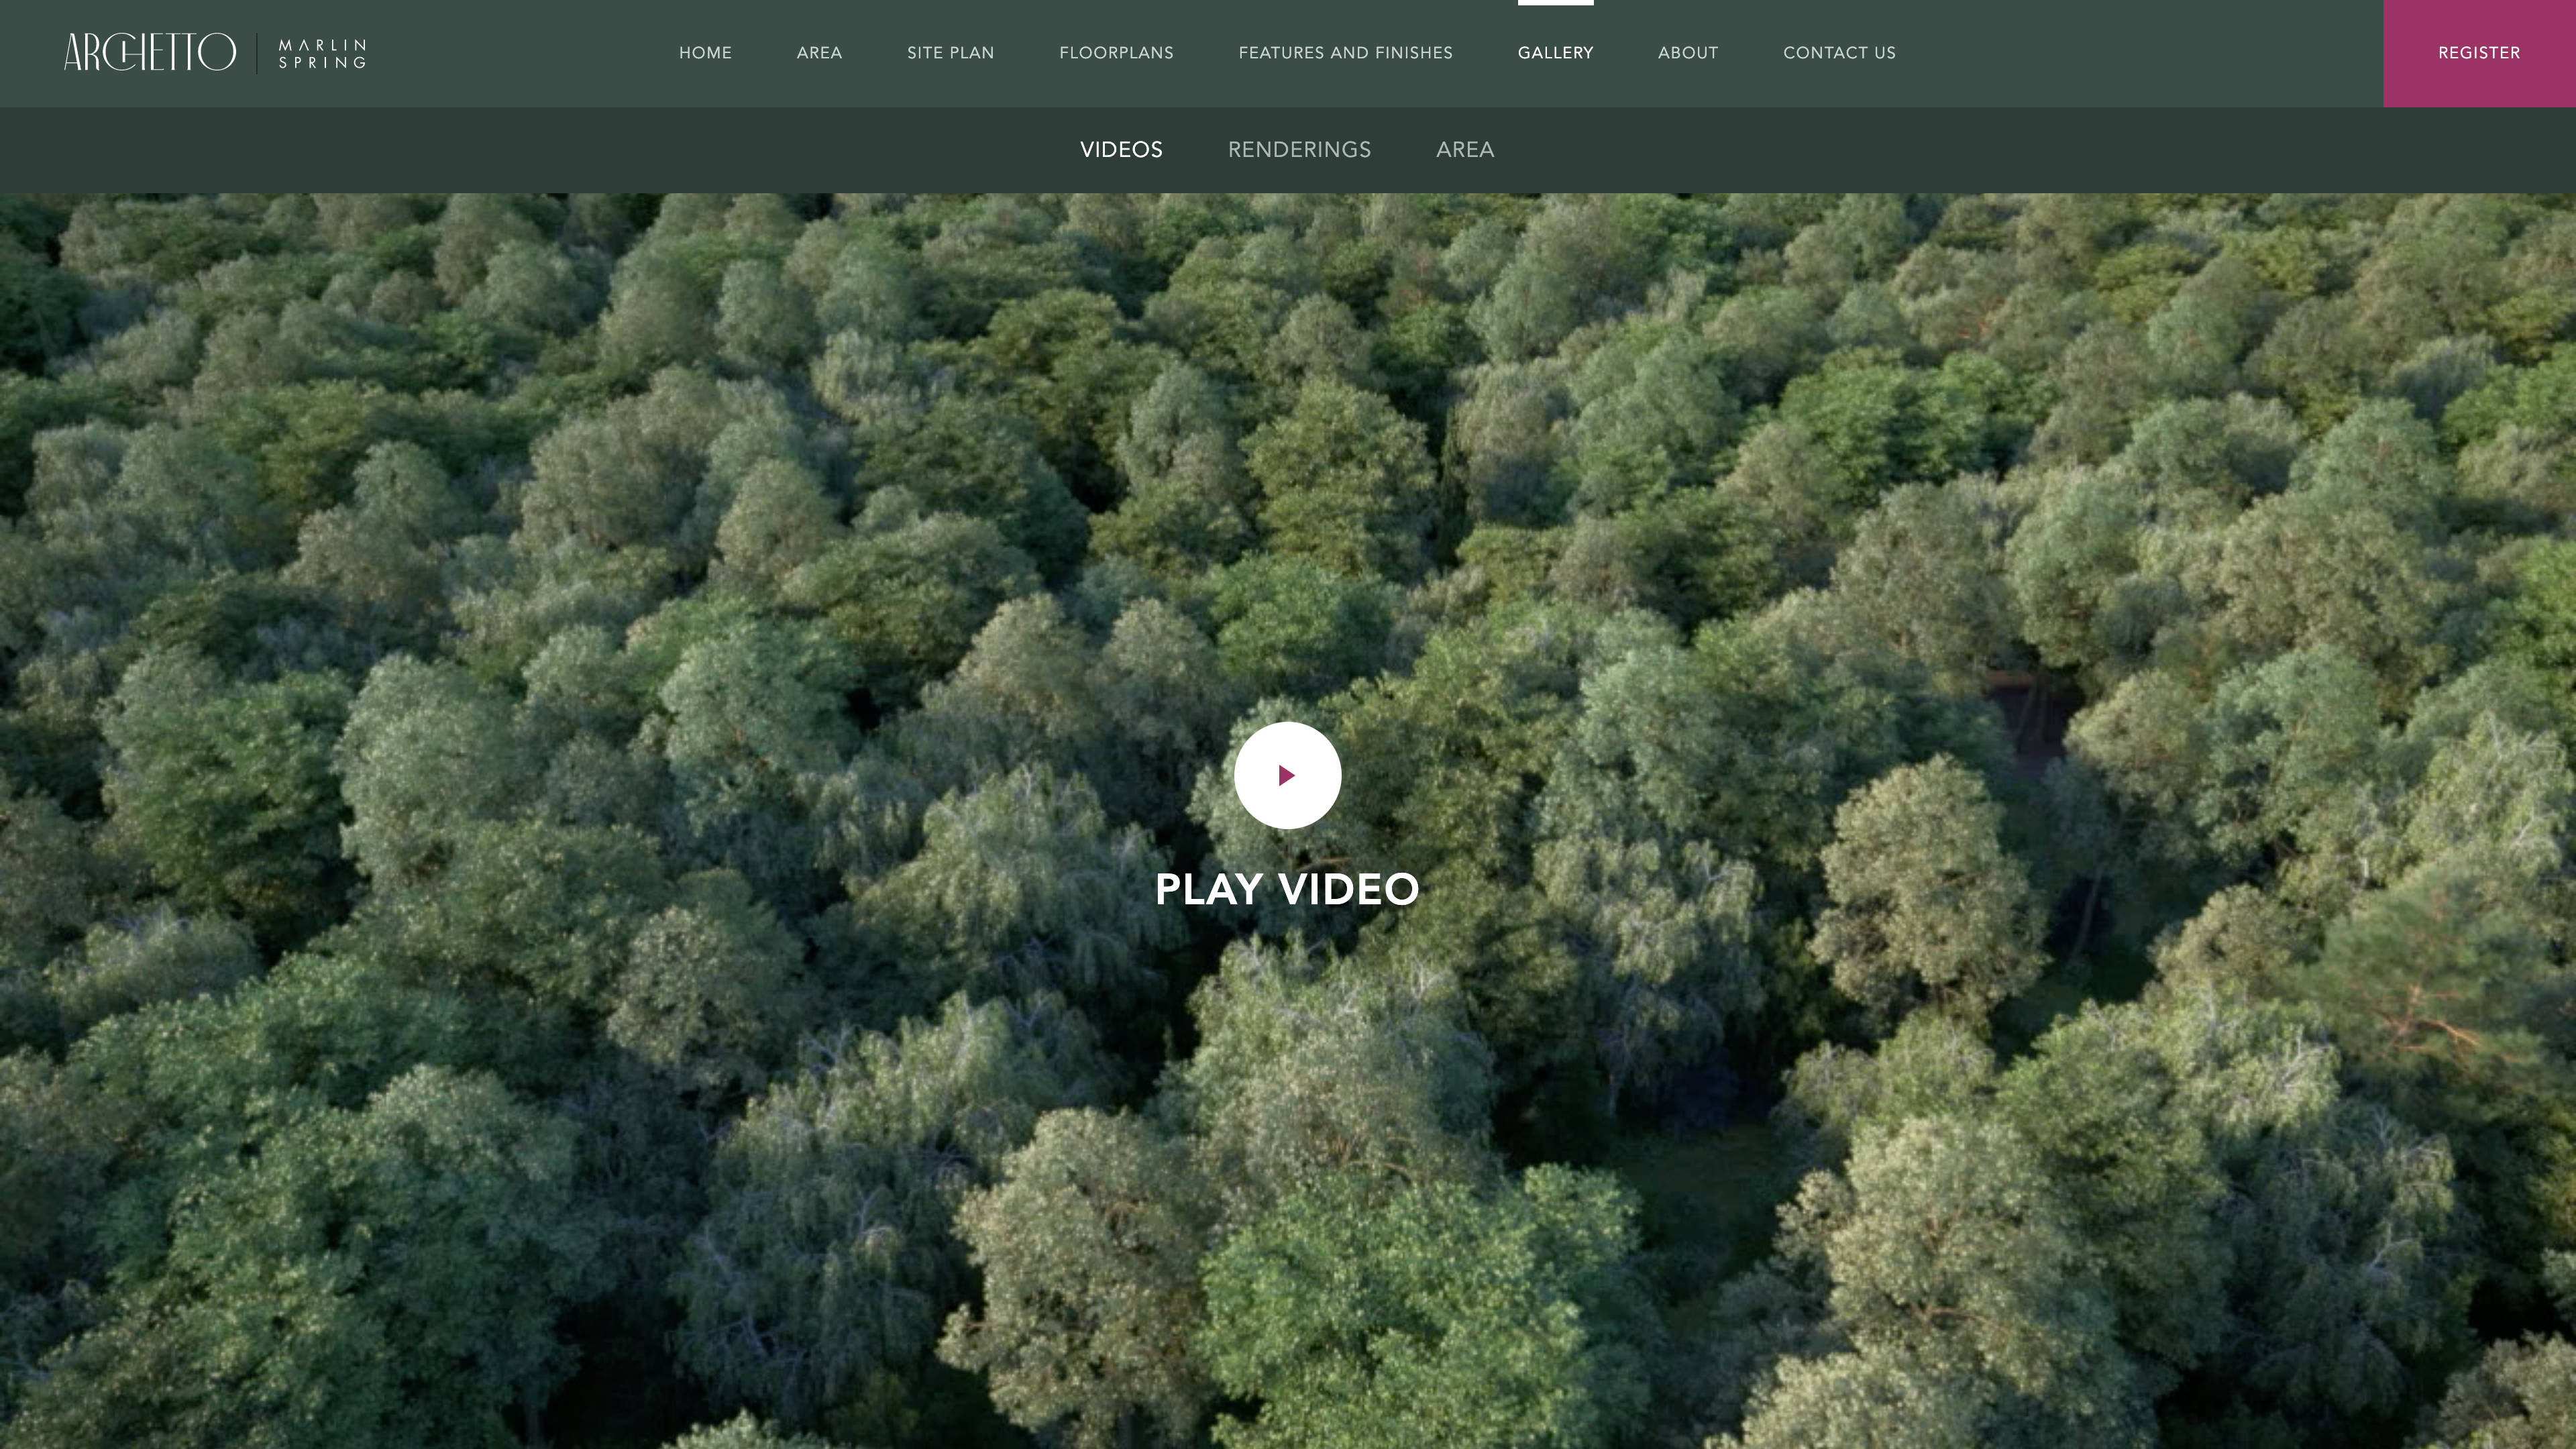 ARCHETTO
MARLIN
SPRING
HOME AREA SITE PLAN FLOORPLANS FEATURES AND FINISHES GALLERY ABOUT CONTACT US
REGISTER
VIDEOS RENDERINGS AREA
PLAY VIDEO